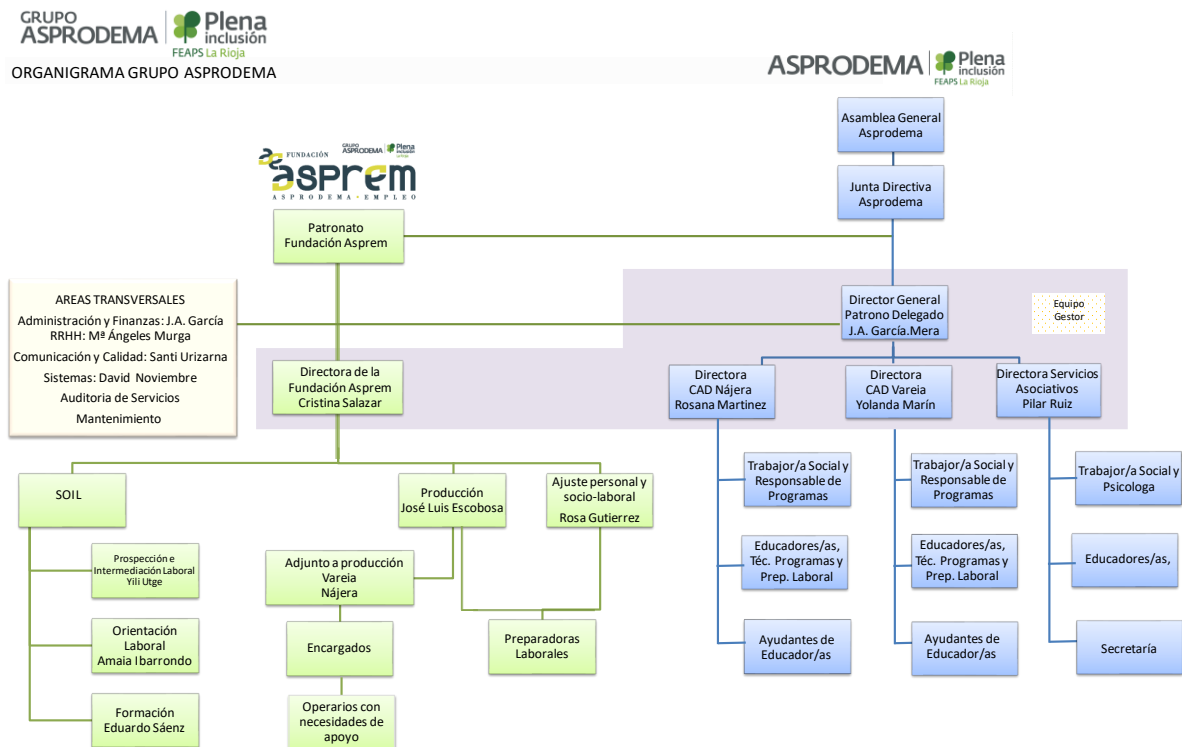 GRUPO
ASPRODEMA
Plena
inclusión
FEAPS La Rioja
ORGANIGRAMA GRUPO ASPRODEMA
ASPRODEMA
Plena
inclusión
FEAPS La Rioja
Asamblea General
Asprodema
Junta Directiva
Asprodema
FUNDACIÓN
GRUPO
ASPRODEMA
Plena
inclusión
La Rioja
asprem
ASPRODEMA · EMPLEO
Patronato
Fundación Asprem
AREAS TRANSVERSALES
Administración y Finanzas: J.A. García
RRHH: Mª Ángeles Murga
Comunicación y Calidad: Santi Urizarna
Sistemas: David Noviembre
Auditoria de Servicios
Mantenimiento
Director General
Patrono Delegado
J.A. García.Mera
Equipo
Gestor
Directora de la
Fundación Asprem
Cristina Salazar
Directora
CAD Nájera
Rosana Martinez
Directora
CAD Vareia
Yolanda Marín
Directora Servicios
Asociativos
Pilar Ruiz
SOIL
Producción
José Luis Escobosa
Ajuste personal y
socio-laboral
Rosa Gutierrez
Trabajor/a Social y
Responsable de
Programas
Trabajor/a Social y
Responsable de
Programas
Trabajor/a Social y
Psicologa
Prospección e
Intermediación Laboral
Yili Utge
Adjunto a producción
Vareia
Nájera
Educadores/as,
Téc. Programas y
Prep. Laboral
Educadores/as,
Téc. Programas y
Prep. Laboral
Educadores/as,
Orientación
Laboral
Amaia Ibarrondo
Encargados
Preparadoras
Laborales
Ayudantes de
Educador/as
Ayudantes de
Educador/as
Secretaría
Formación
Eduardo Sáenz
Operarios con
necesidades de
apoyo